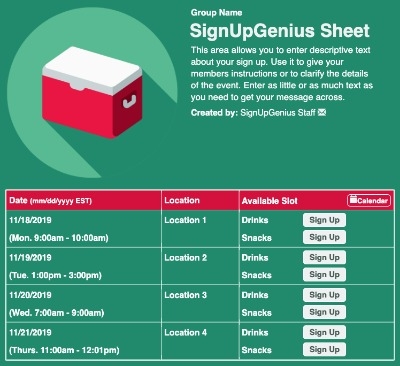 Group Name
SignUpGenius Sheet
This area allows you to enter descriptive text
about your sign up. Use it to give your
members instructions or to clarify the details
of the event. Enter as little or as much text as
you need to get your message across.
Created by: SignUpGenius Staff
Date (mm/dd/yyyy EST) Location Available Slot Calendar
11/18/2019 Location 1 Drinks Sign Up
(Mon. 9:00am - 10:00am) Snacks Sign Up
11/19/2019 Location 2 Drinks Sign Up
(Tue. 1:00pm - 3:00pm) Snacks Sign Up
11/20/2019 Location 3 Drinks Sign Up
(Wed. 7:00am - 9:00am) Snacks Sign Up
11/21/2019 Location 4 Drinks Sign Up
(Thurs. 11:00am - 12:01pm) Snacks Sign Up